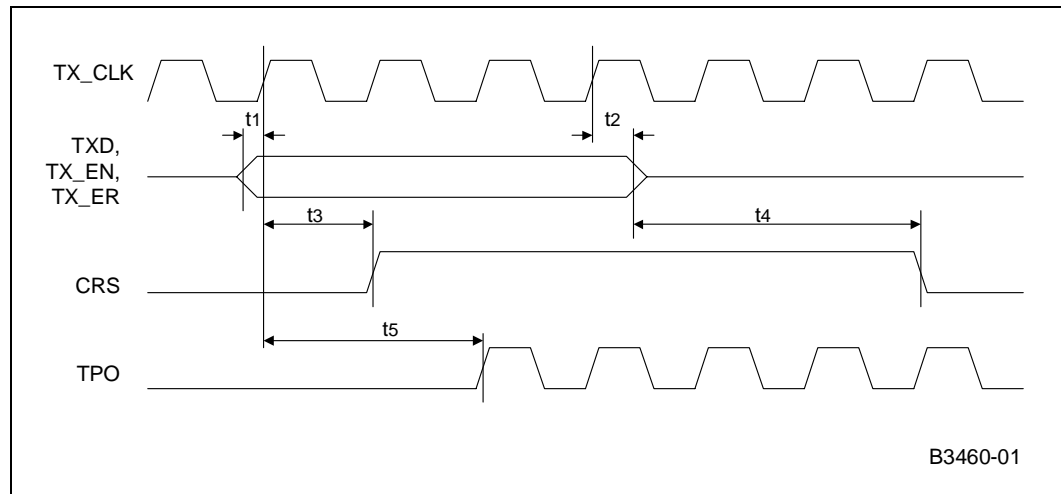 TX_CLK
t1
t2
TXD,
TX_EN,
TX_ER
t3
t4
CRS
t5
TPO
B3460-01